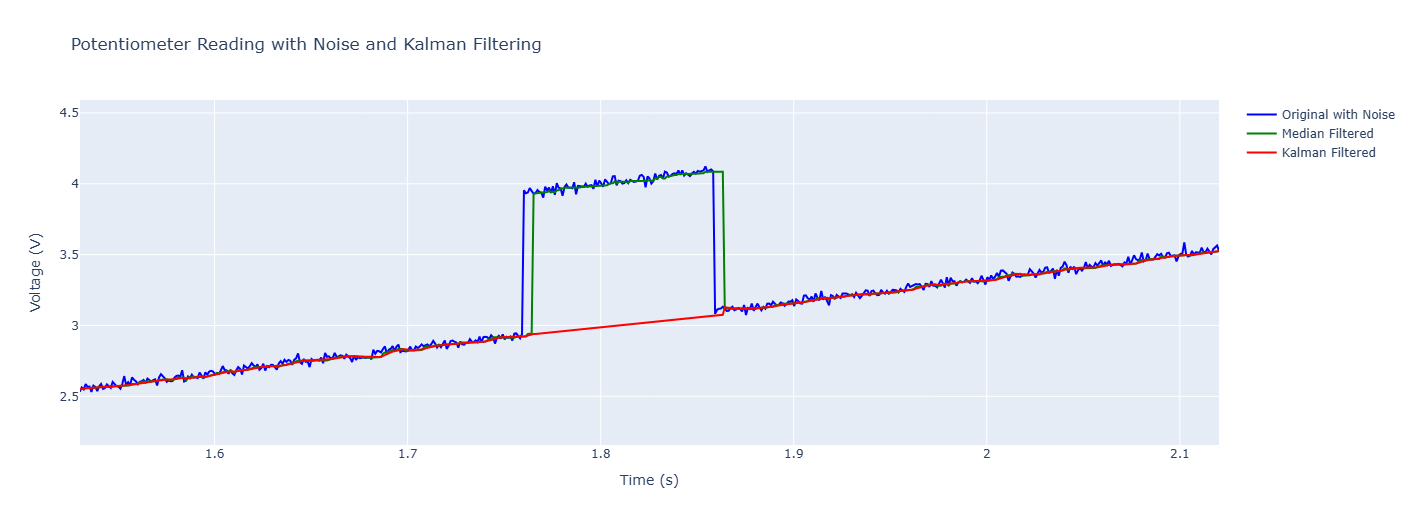 Potentiometer Reading with Noise and Kalman Filtering
Original with Noise
Median Filtered
Kalman Filtered
Voltage (V)
4.5
4
3.5
3
2.5
1.6
1.7
1.8
1.9
2
2.1
Time (s)